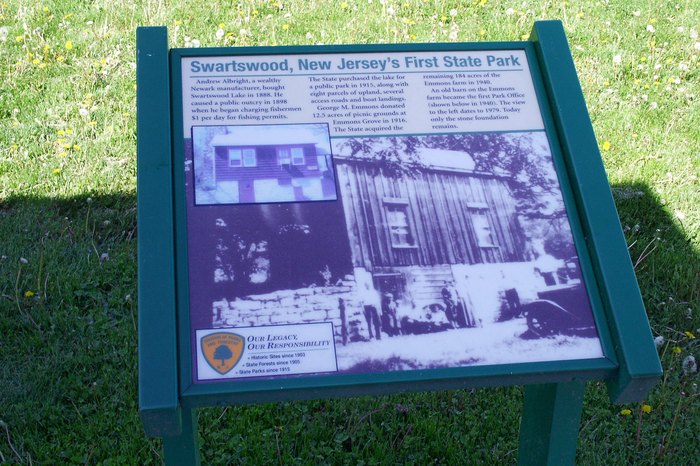 Swartswood, New Jersey's First State Park
Andrew Albright, a wealthy
Newark manufacturer, bought
Swartswood Lake in 1888. He
caused a public outcry in 1898
when he began charging fishermen
$1 per day for fishing permits.
The State purchased the lake for
a public park in 1915, along with
eight parcels of upland, several
access roads and boat landings.
George M. Emmons donated
12.5 acres of picnic grounds at
Emmons Grove in 1916.
The State acquired the
remaining 184 acres of the
Emmons farm in 1940.
An old barn on the Emmons
farm became the first Park Office
(shown below in 1940). The view
to the left dates to 1979. Today
only the stone foundation
remains.
Our Legacy,
Our Responsibility
• Historic Sites since 1903
• State Forests since 1905
• State Parks since 1915